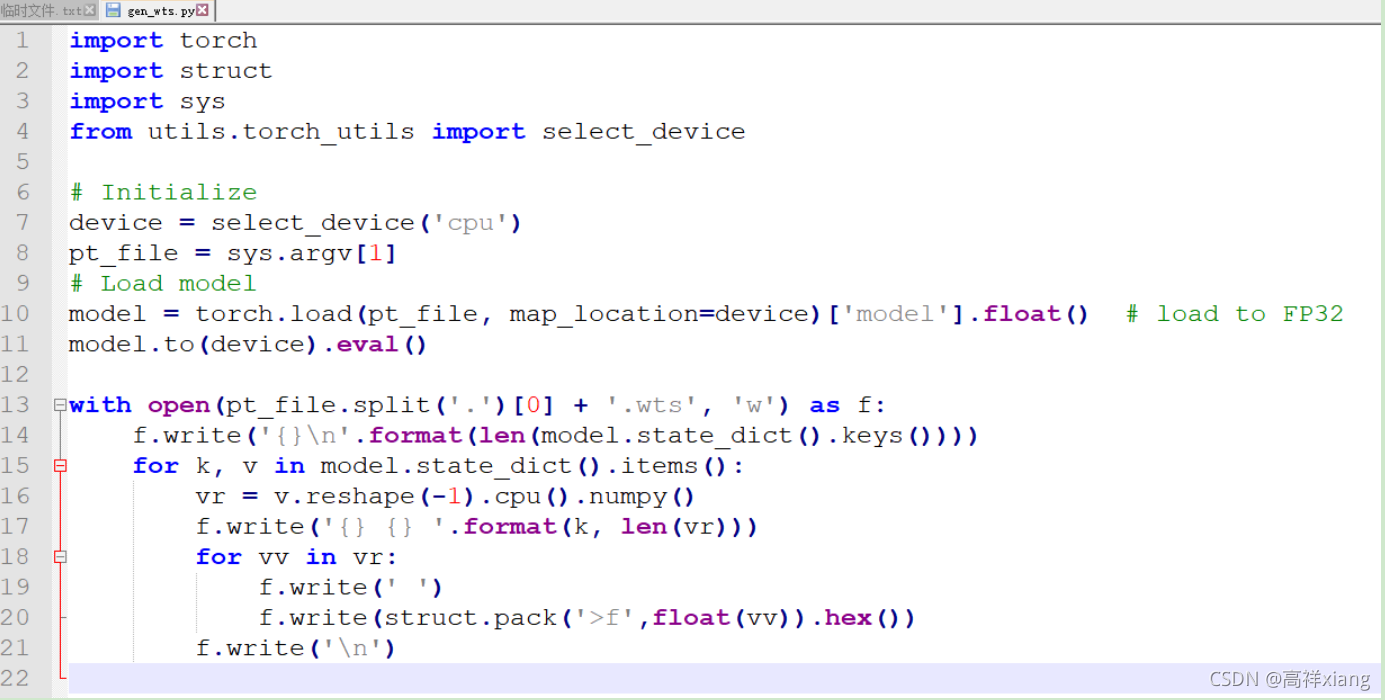 临时文件.txt gen_wts.py
1 import torch
2 import struct
3 import sys
4 from utils.torch_utils import select_device
5
6 # Initialize
7 device = select_device('cpu')
8 pt_file = sys.argv[1]
9 # Load model
10 model = torch.load(pt_file, map_location=device)['model'].float()  # load to FP32
11 model.to(device).eval()
12
13 with open(pt_file.split('.')[0] + '.wts', 'w') as f:
14     f.write('{}\n'.format(len(model.state_dict().keys())))
15     for k, v in model.state_dict().items():
16         vr = v.reshape(-1).cpu().numpy()
17         f.write('{} {} '.format(k, len(vr)))
18         for vv in vr:
19             f.write(' ')
20             f.write(struct.pack('>f',float(vv)).hex())
21         f.write('\n')
22
CSDN @高祥xiang